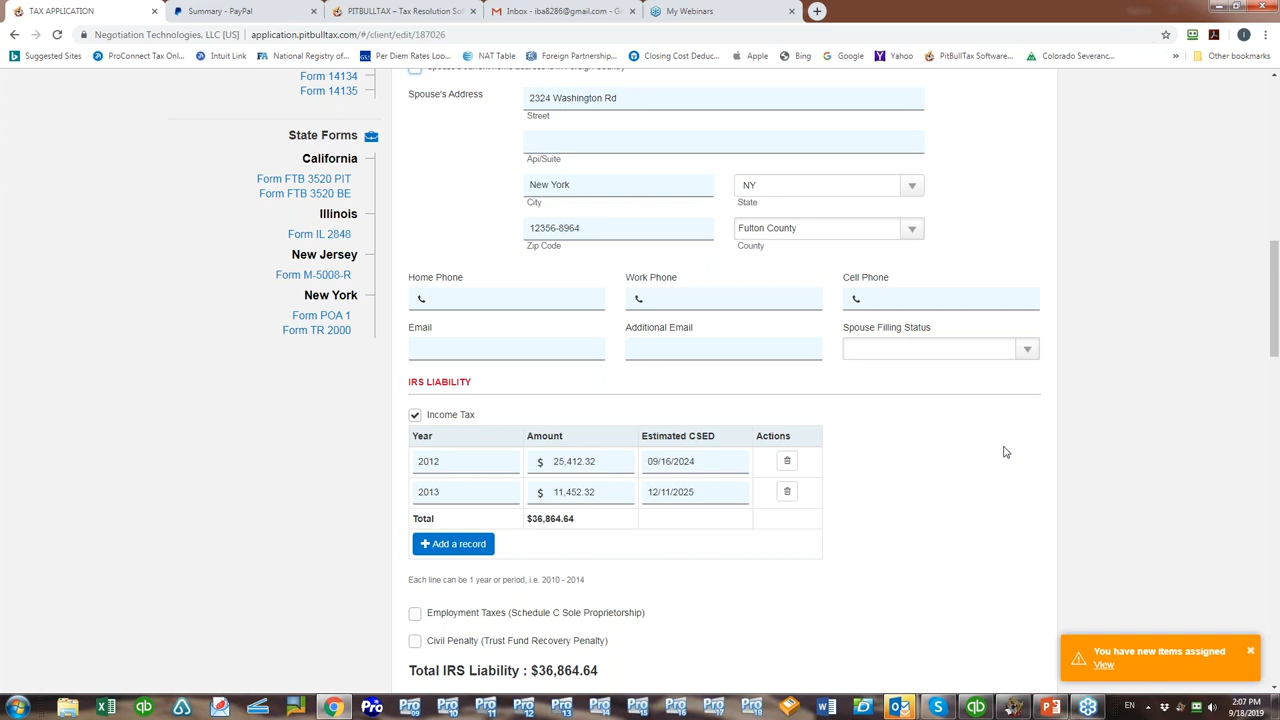 TAX APPLICATION
Summary - PayPal
PITBULLTAX – Tax Resolution Sof
Inbox - iba8286@gmail.com - G
My Webinars
Negotiation Technologies, LLC [US] | application.pitbulltax.com/#/client/edit/187026
Suggested Sites
ProConnect Tax Onl...
Intuit Link
National Registry of...
Per Diem Rates Loo...
NAT Table
Foreign Partnership...
Closing Cost Deduc...
Apple
Bing
Google
Yahoo
PitBullTax Software...
Colorado Severanc...
Other bookmarks
Form 14134
Form 14135
State Forms
California
Form FTB 3520 PIT
Form FTB 3520 BE
Illinois
Form IL 2848
New Jersey
Form M-5008-R
New York
Form POA 1
Form TR 2000
Spouse's Address
2324 Washington Rd
Street
Api/Suite
New York
NY
City
State
12356-8964
Fulton County
Zip Code
County
Home Phone
Work Phone
Cell Phone
Email
Additional Email
Spouse Filling Status
IRS LIABILITY
Income Tax
Year Amount Estimated CSED Actions
2012 $ 25,412.32 09/16/2024
2013 $ 11,452.32 12/11/2025
Total $36,864.64
Add a record
Each line can be 1 year or period, i.e. 2010 - 2014
Employment Taxes (Schedule C Sole Proprietorship)
Civil Penalty (Trust Fund Recovery Penalty)
Total IRS Liability : $36,864.64
You have new items assigned
View
EN
2:07 PM
9/18/2019